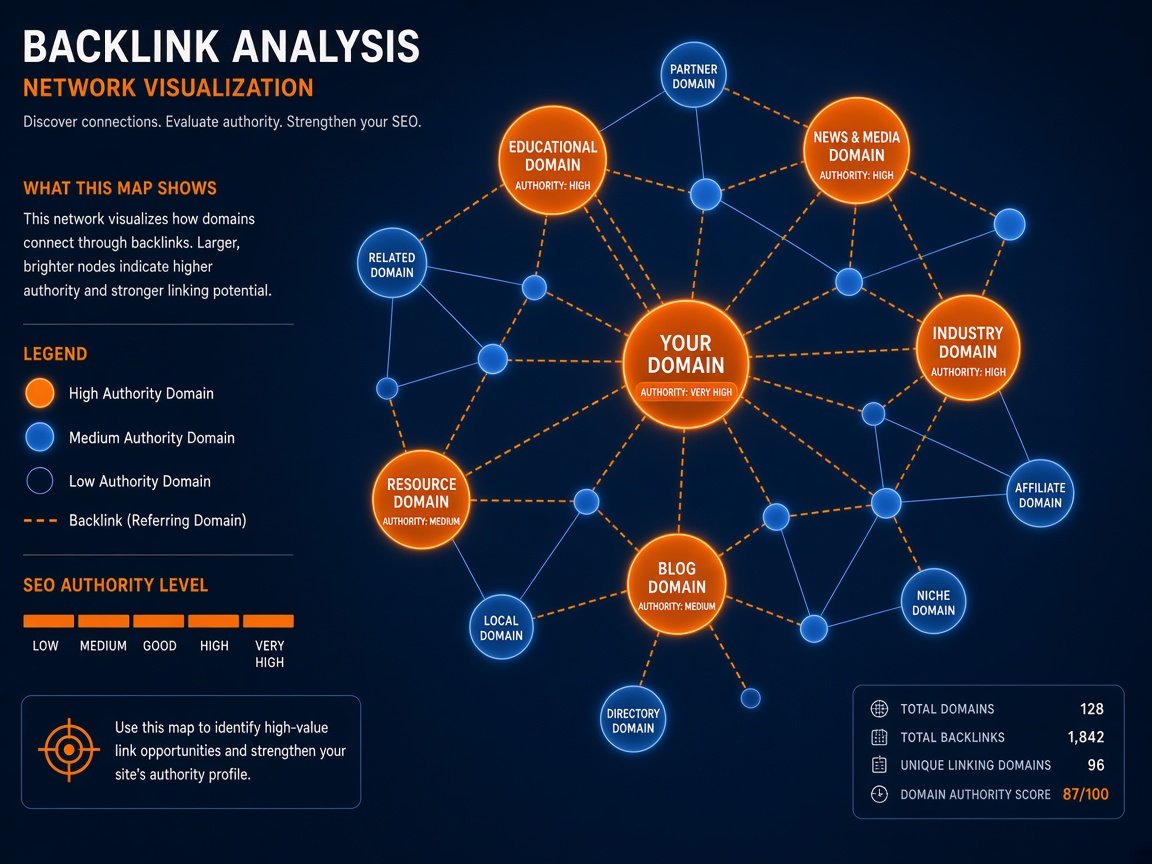 BACKLINK ANALYSIS
NETWORK VISUALIZATION
Discover connections. Evaluate authority. Strengthen your SEO.
WHAT THIS MAP SHOWS
This network visualizes how domains
connect through backlinks. Larger,
brighter nodes indicate higher
authority and stronger linking potential.
LEGEND
High Authority Domain
Medium Authority Domain
Low Authority Domain
Backlink (Referring Domain)
SEO AUTHORITY LEVEL
LOW
MEDIUM
GOOD
HIGH
VERY
HIGH
Use this map to identify high-value
link opportunities and strengthen your
site's authority profile.
PARTNER
DOMAIN
EDUCATIONAL
DOMAIN
AUTHORITY: HIGH
NEWS & MEDIA
DOMAIN
AUTHORITY: HIGH
RELATED
DOMAIN
YOUR
DOMAIN
AUTHORITY: VERY HIGH
INDUSTRY
DOMAIN
AUTHORITY: HIGH
RESOURCE
DOMAIN
AUTHORITY: MEDIUM
AFFILIATE
DOMAIN
BLOG
DOMAIN
AUTHORITY: MEDIUM
NICHE
DOMAIN
LOCAL
DOMAIN
DIRECTORY
DOMAIN
TOTAL DOMAINS 128
TOTAL BACKLINKS 1,842
UNIQUE LINKING DOMAINS 96
DOMAIN AUTHORITY SCORE 87/100